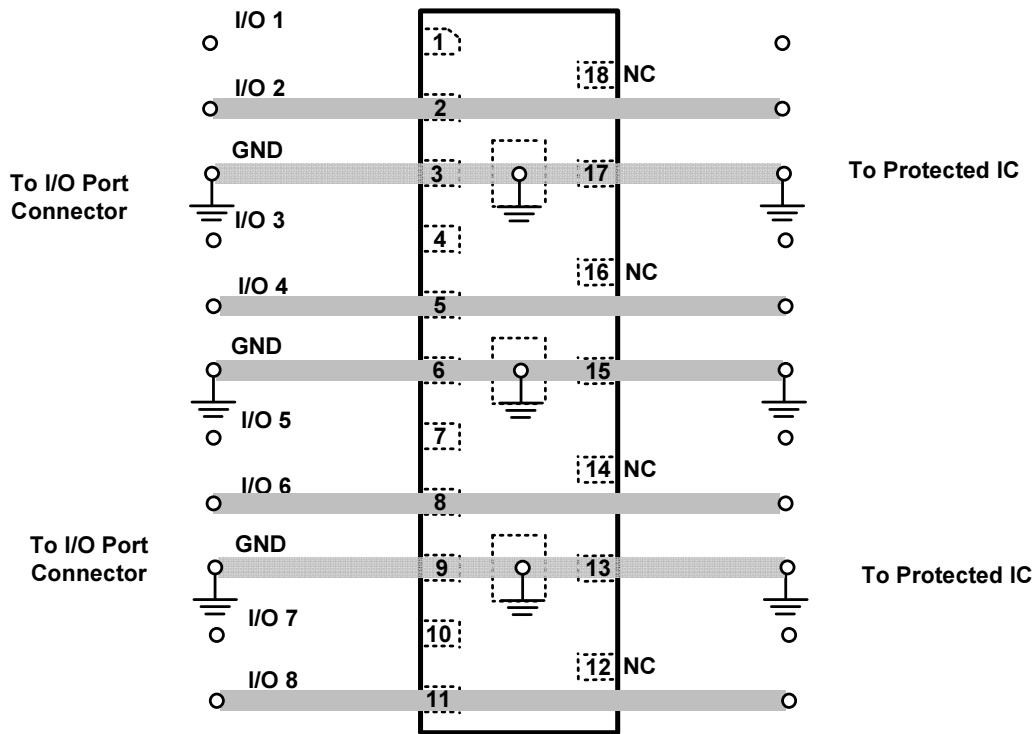 I/O 1
1
18 NC
I/O 2
2
GND
3
17
To I/O Port
Connector
To Protected IC
I/O 3
4
16 NC
I/O 4
5
GND
6
15
I/O 5
7
14 NC
I/O 6
8
To I/O Port
Connector
GND
9
13
To Protected IC
I/O 7
10
12 NC
I/O 8
11